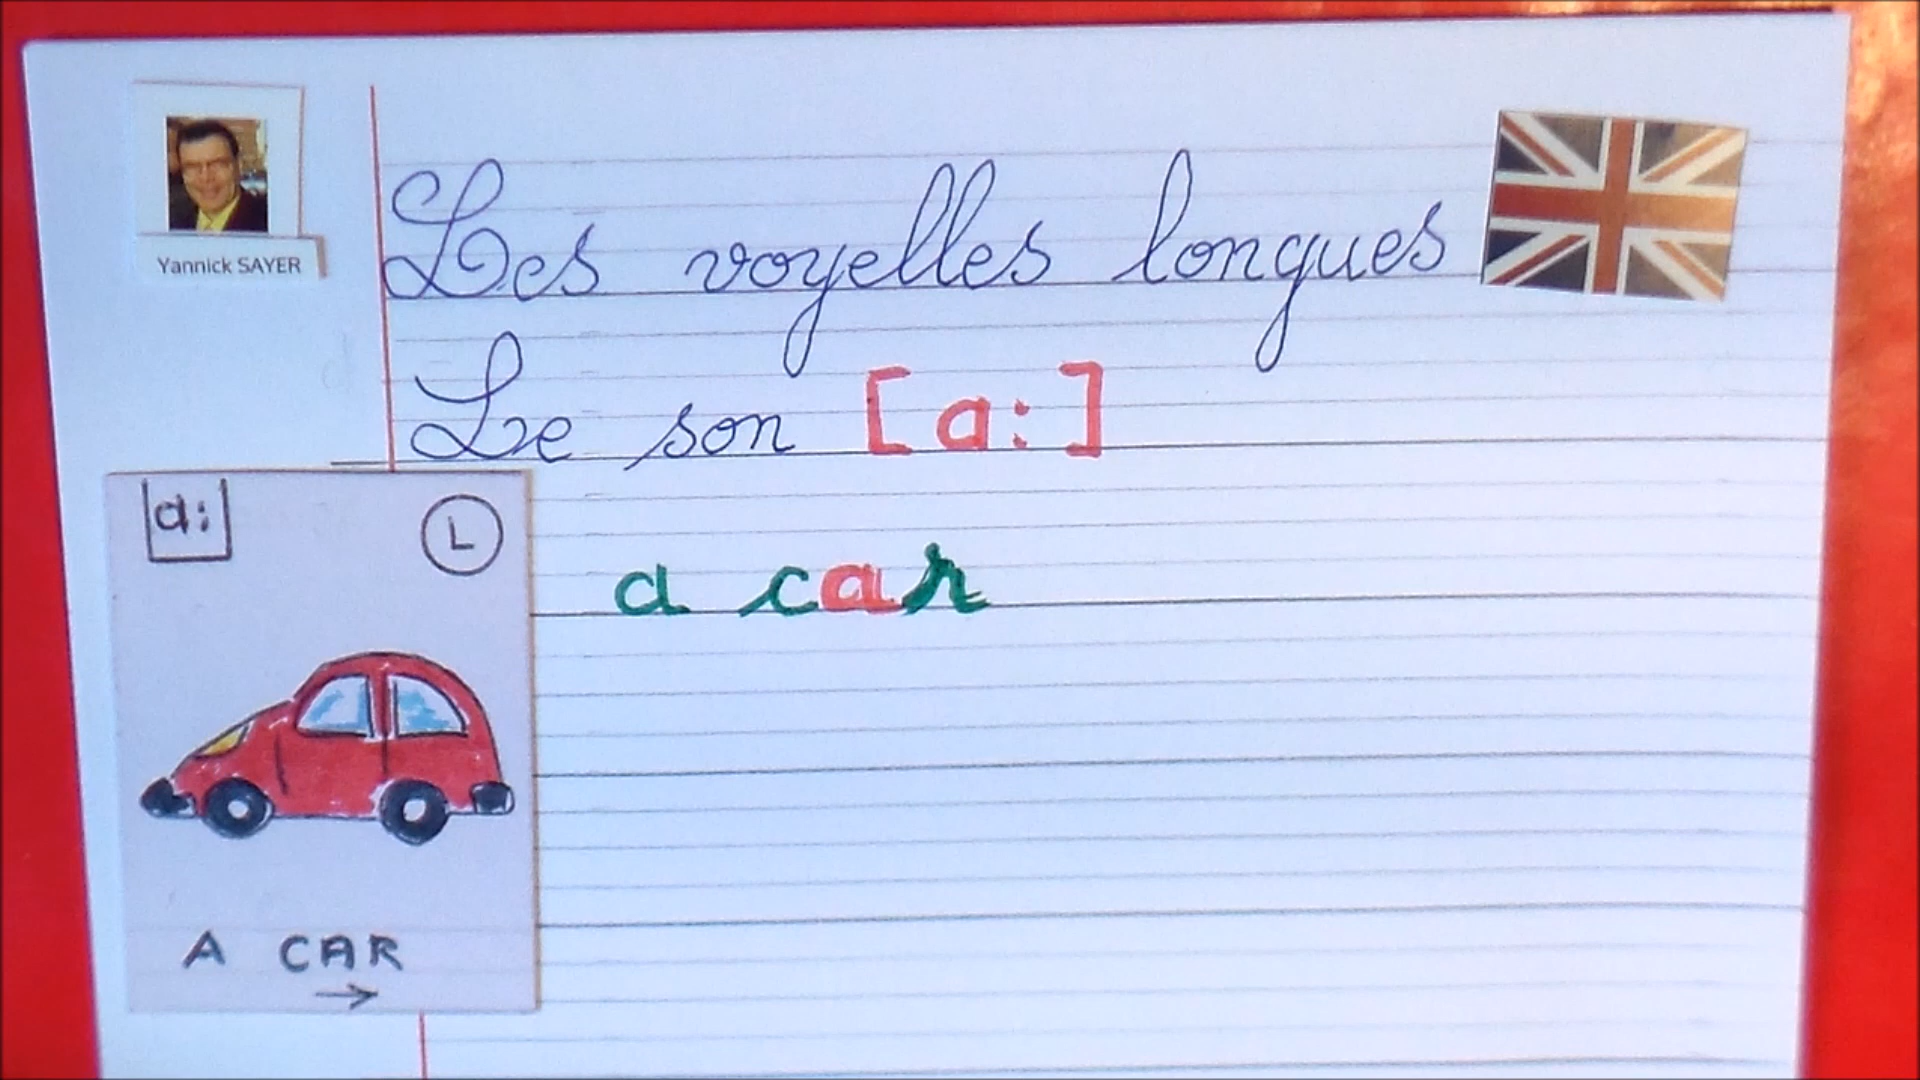 Yannick SAYER
Les voyelles longues
Le son [a:]
a:
L
a car
A CAR